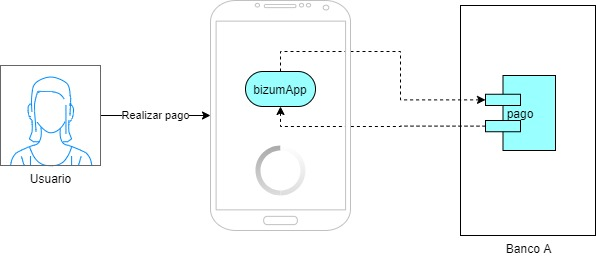 Usuario
Realizar pago
bizumApp
pago
Banco A